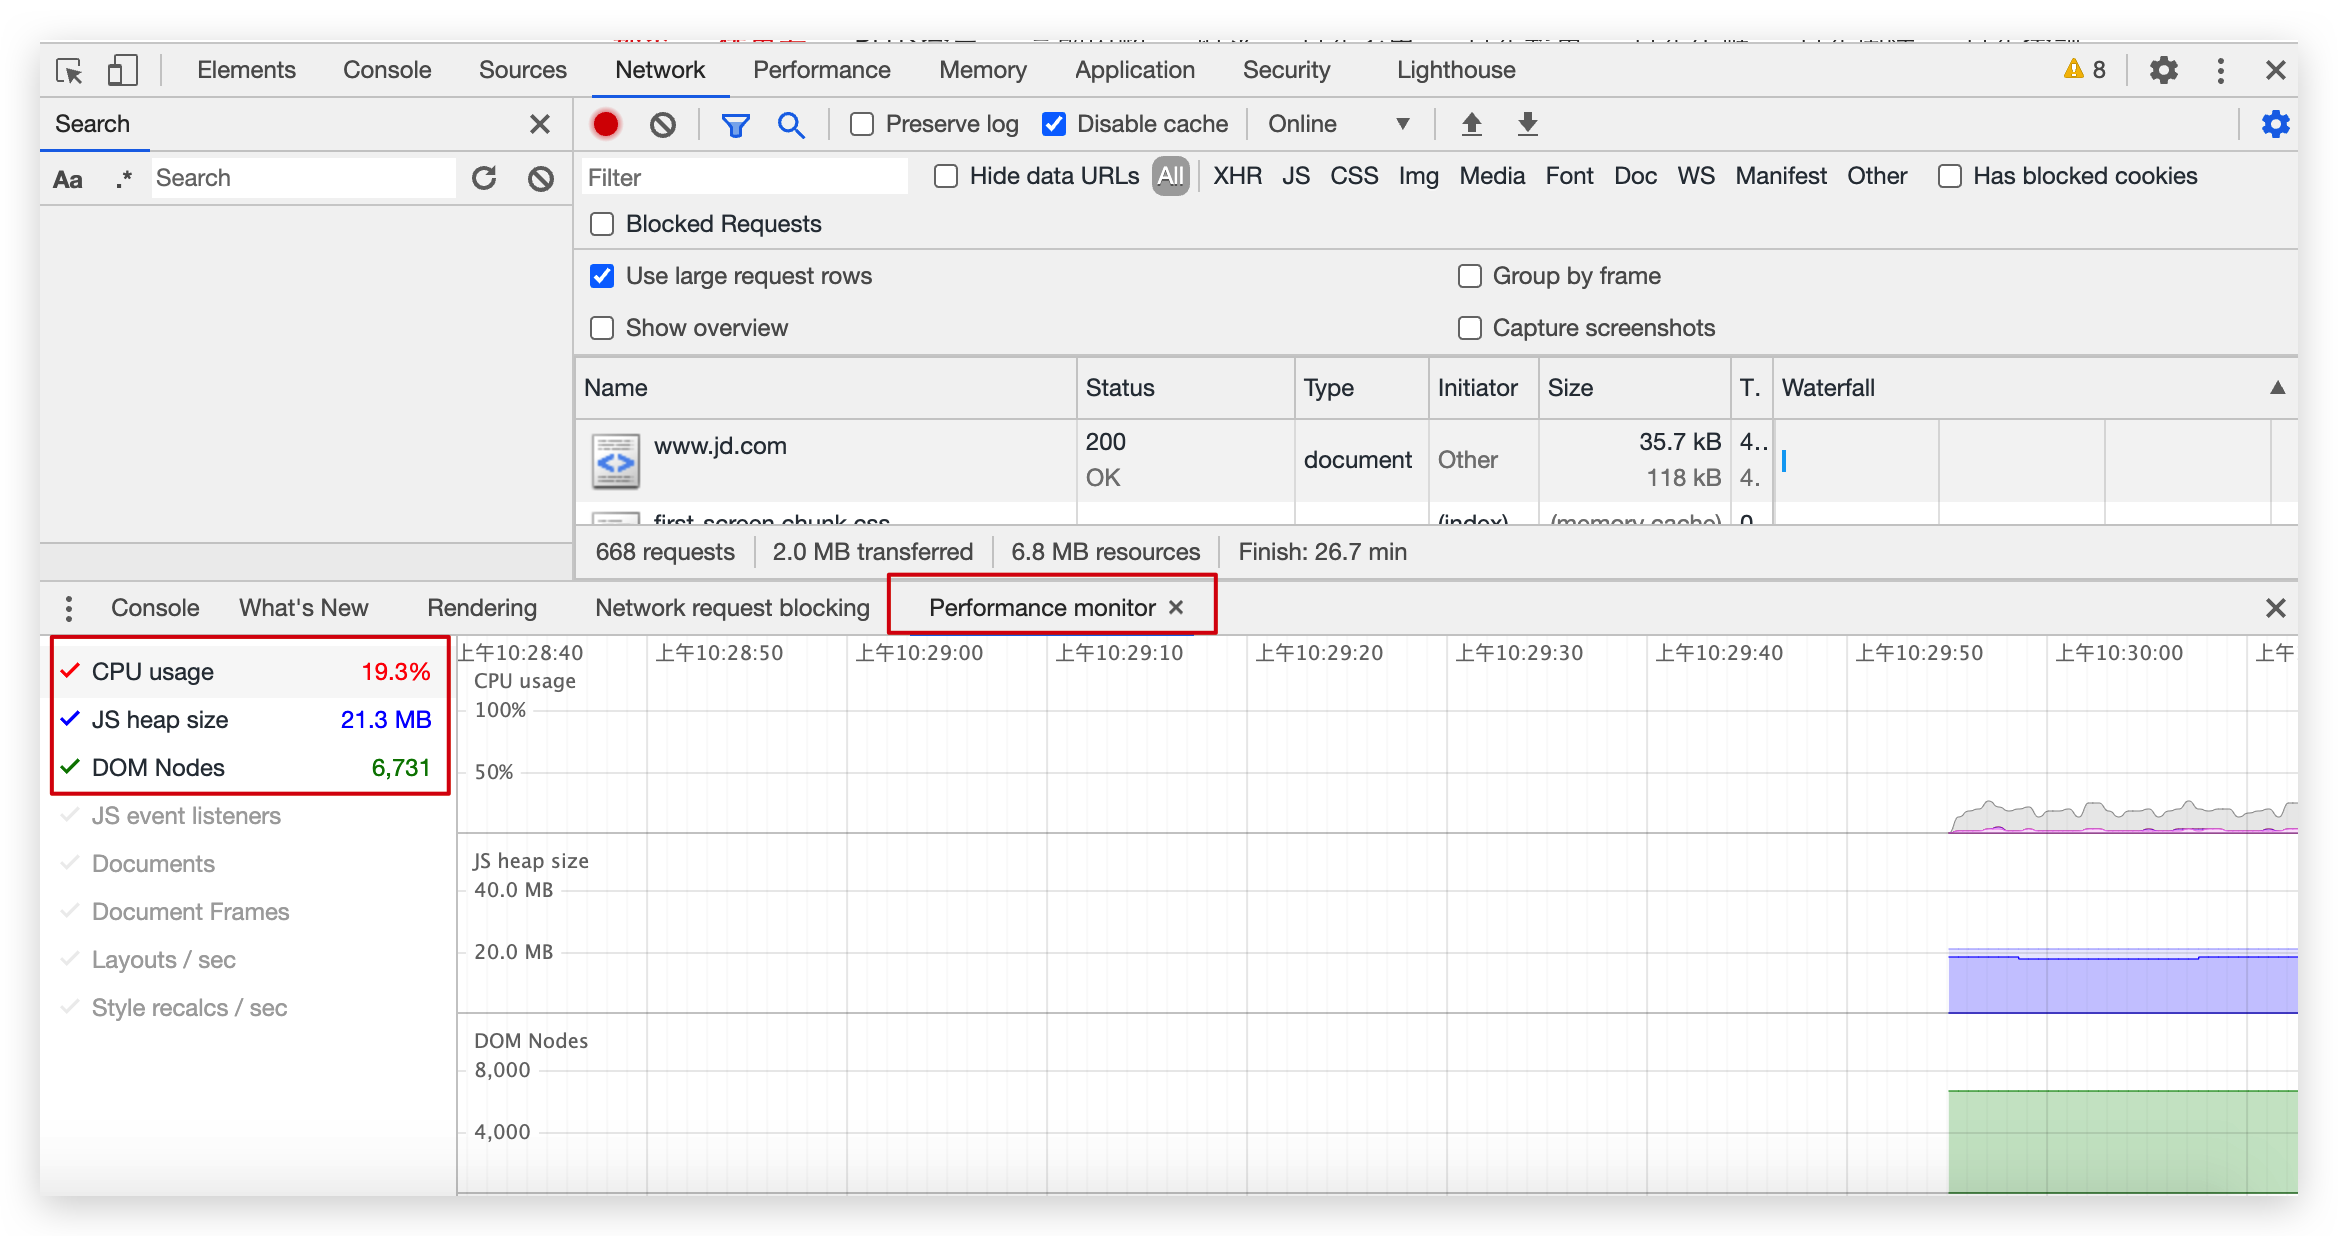 Elements Console Sources Network Performance Memory Application Security Lighthouse 8
Search
Preserve log Disable cache Online
Aa .* Search
Filter Hide data URLs All XHR JS CSS Img Media Font Doc WS Manifest Other Has blocked cookies
Blocked Requests
Use large request rows Group by frame
Show overview Capture screenshots
Name Status Type Initiator Size T. Waterfall
www.jd.com 200 document Other 35.7 kB 4..
OK 118 kB 4.
first-screen.chunk.css (index) (memory cache) 0
668 requests 2.0 MB transferred 6.8 MB resources Finish: 26.7 min
Console What's New Rendering Network request blocking Performance monitor
CPU usage 19.3%
JS heap size 21.3 MB
DOM Nodes 6,731
JS event listeners
Documents
Document Frames
Layouts / sec
Style recalcs / sec
上午10:28:40 上午10:28:50 上午10:29:00 上午10:29:10 上午10:29:20 上午10:29:30 上午10:29:40 上午10:29:50 上午10:30:00 上午
CPU usage
100%
50%
JS heap size
40.0 MB
20.0 MB
DOM Nodes
8,000
4,000